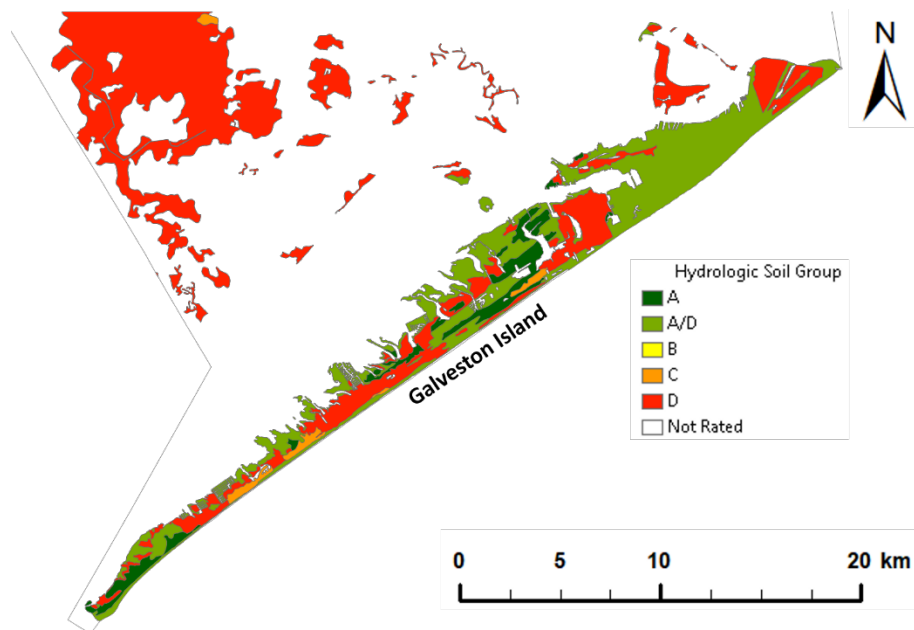 N
Galveston Island
Hydrologic Soil Group
A
A/D
B
C
D
Not Rated
0 5 10 20 km